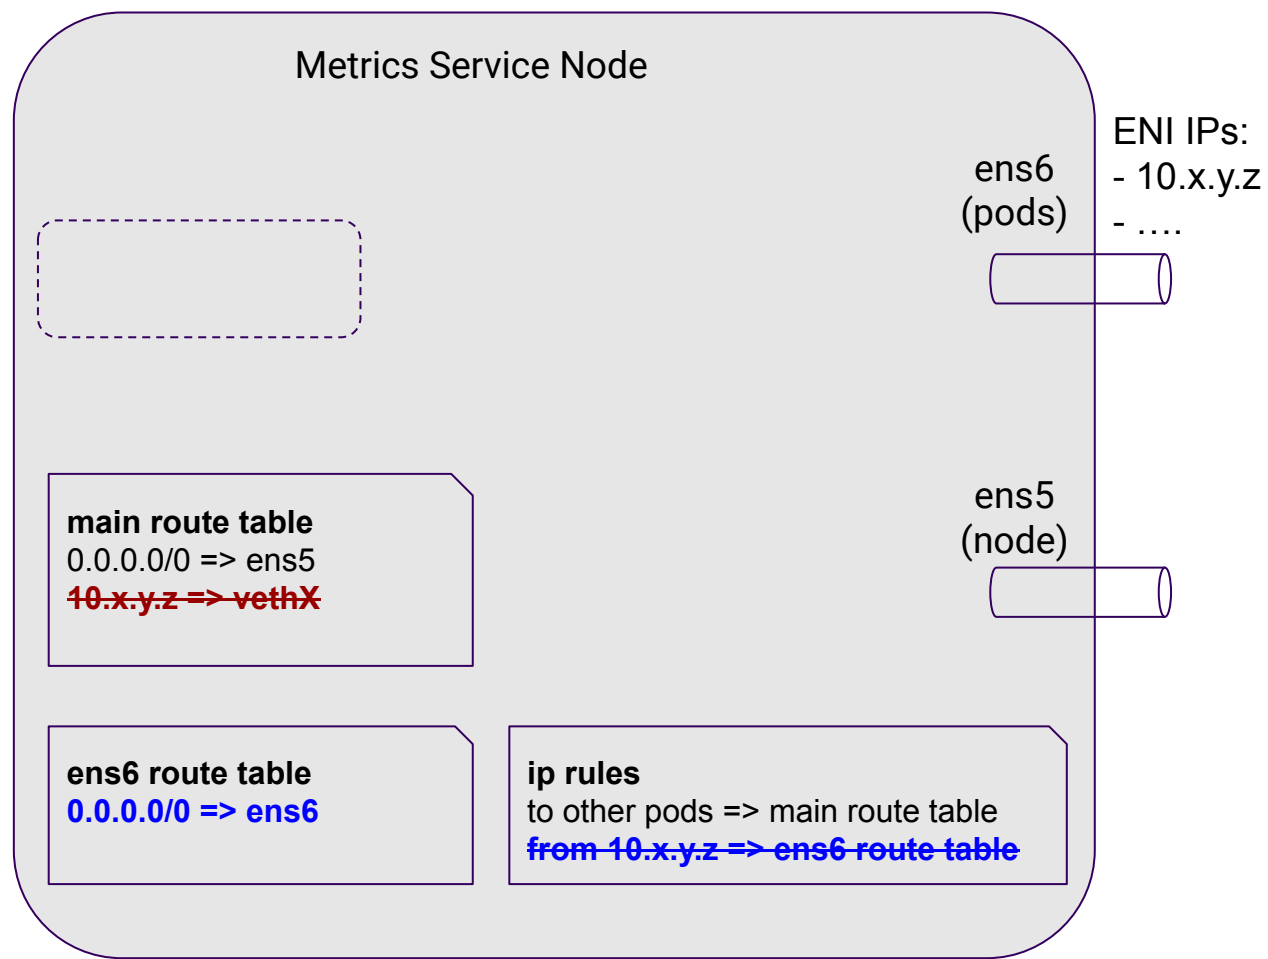 Metrics Service Node
ENI IPs:
- 10.x.y.z
- ....
ens6
(pods)
ens5
(node)
main route table
0.0.0.0/0 => ens5
10.x.y.z => vethX
ens6 route table
0.0.0.0/0 => ens6
ip rules
to other pods => main route table
from 10.x.y.z => ens6 route table